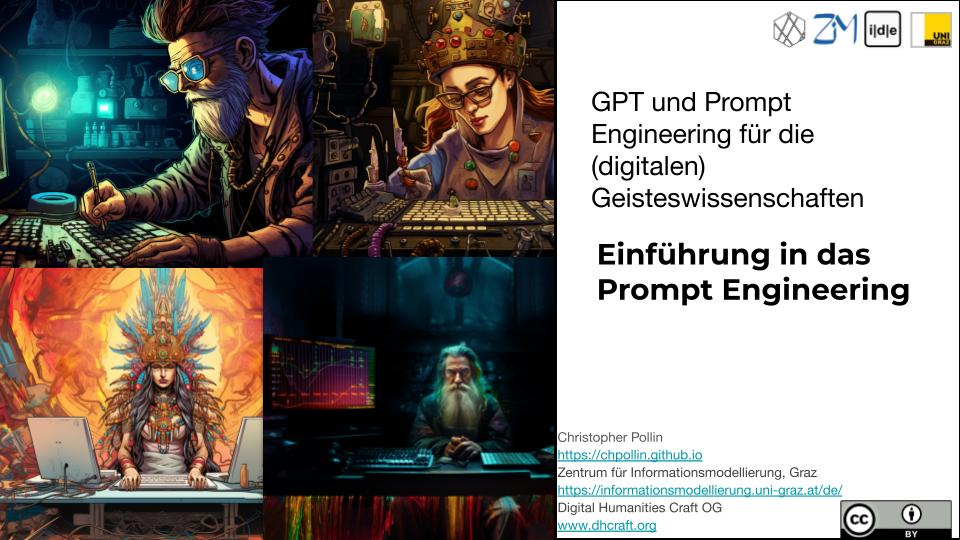 ZIM
i|d|e
UNI
GRAZ
GPT und Prompt
Engineering für die
(digitalen)
Geisteswissenschaften
Einführung in das
Prompt Engineering
Christopher Pollin
https://chpollin.github.io
Zentrum für Informationsmodellierung, Graz
https://informationsmodellierung.uni-graz.at/de/
Digital Humanities Craft OG
www.dhcraft.org
cc
BY